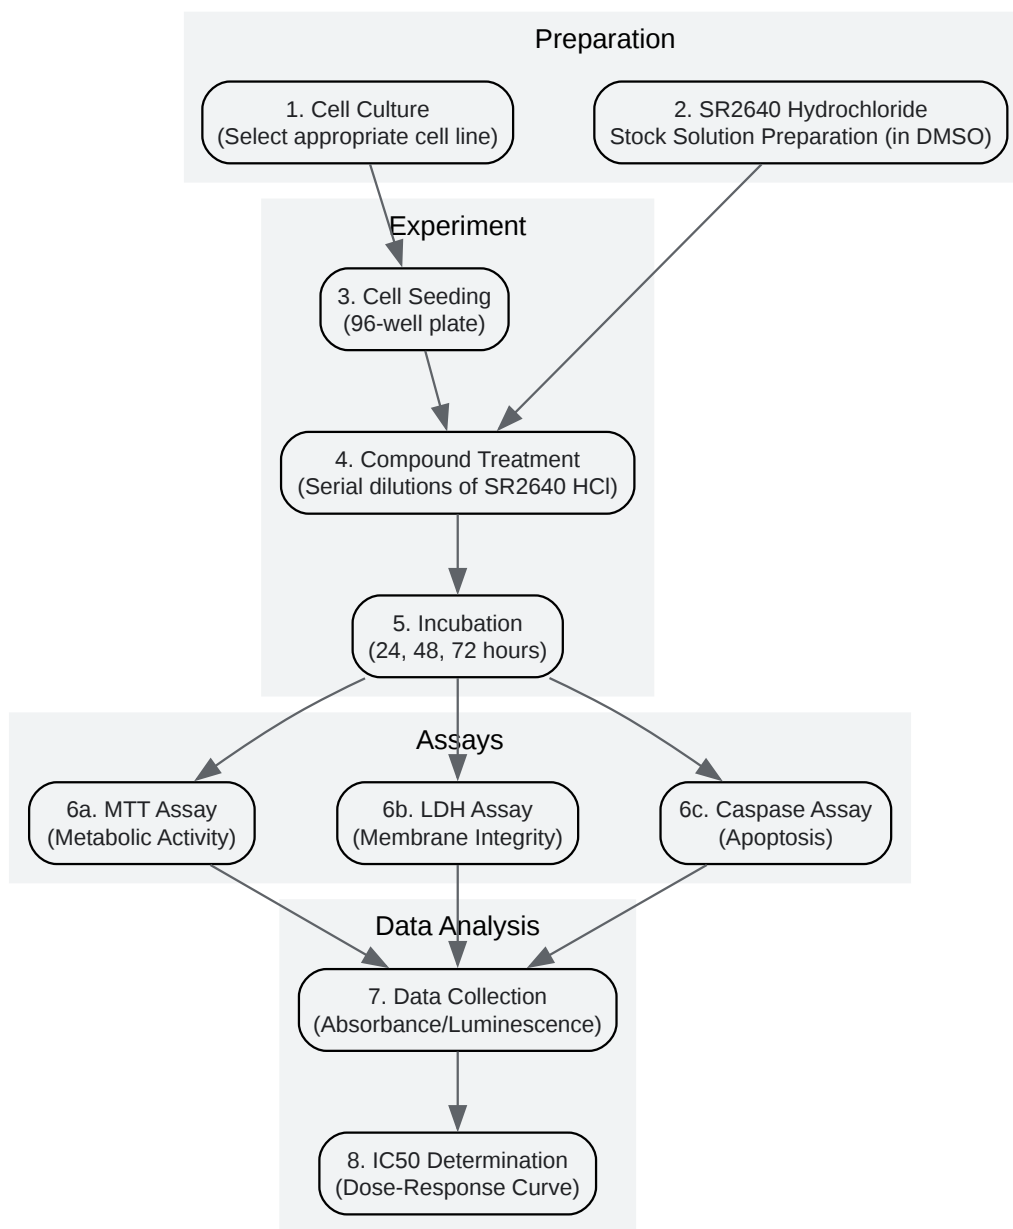 Preparation
1. Cell Culture
(Select appropriate cell line)
2. SR2640 Hydrochloride
Stock Solution Preparation (in DMSO)
Experiment
3. Cell Seeding
(96-well plate)
4. Compound Treatment
(Serial dilutions of SR2640 HCl)
5. Incubation
(24, 48, 72 hours)
Assays
6a. MTT Assay
(Metabolic Activity)
6b. LDH Assay
(Membrane Integrity)
6c. Caspase Assay
(Apoptosis)
Data Analysis
7. Data Collection
(Absorbance/Luminescence)
8. IC50 Determination
(Dose-Response Curve)